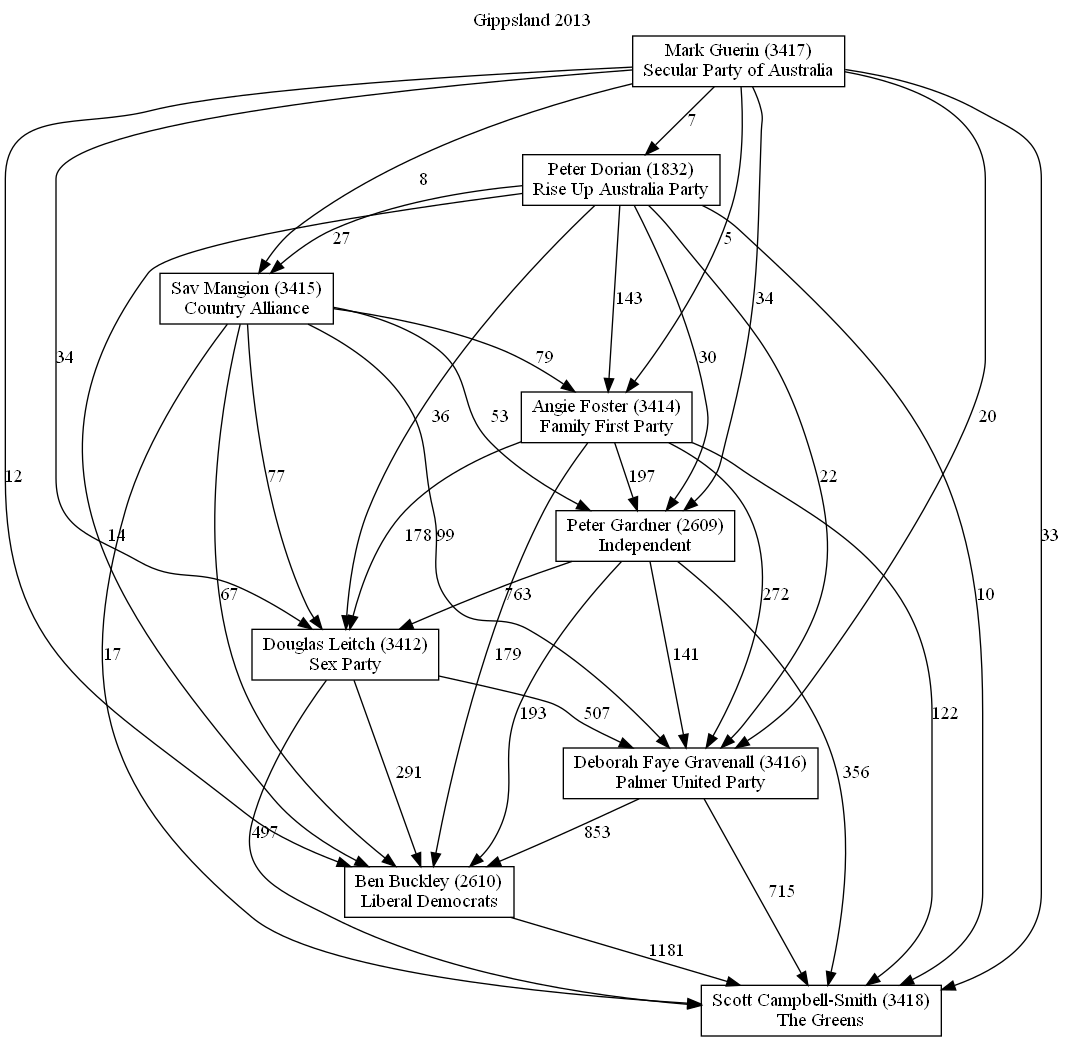 Gippsland 2013
Mark Guerin (3417)
Secular Party of Australia
7
Peter Dorian (1832)
Rise Up Australia Party
8
27
5
Sav Mangion (3415)
Country Alliance
143
34
34
79
30
Angie Foster (3414)
Family First Party
36
53
20
12
77
197
22
Peter Gardner (2609)
Independent
14
178
99
33
67
763
272
10
Douglas Leitch (3412)
Sex Party
17
179
141
193
507
122
Deborah Faye Gravenall (3416)
Palmer United Party
291
356
497
853
Ben Buckley (2610)
Liberal Democrats
715
1181
Scott Campbell-Smith (3418)
The Greens